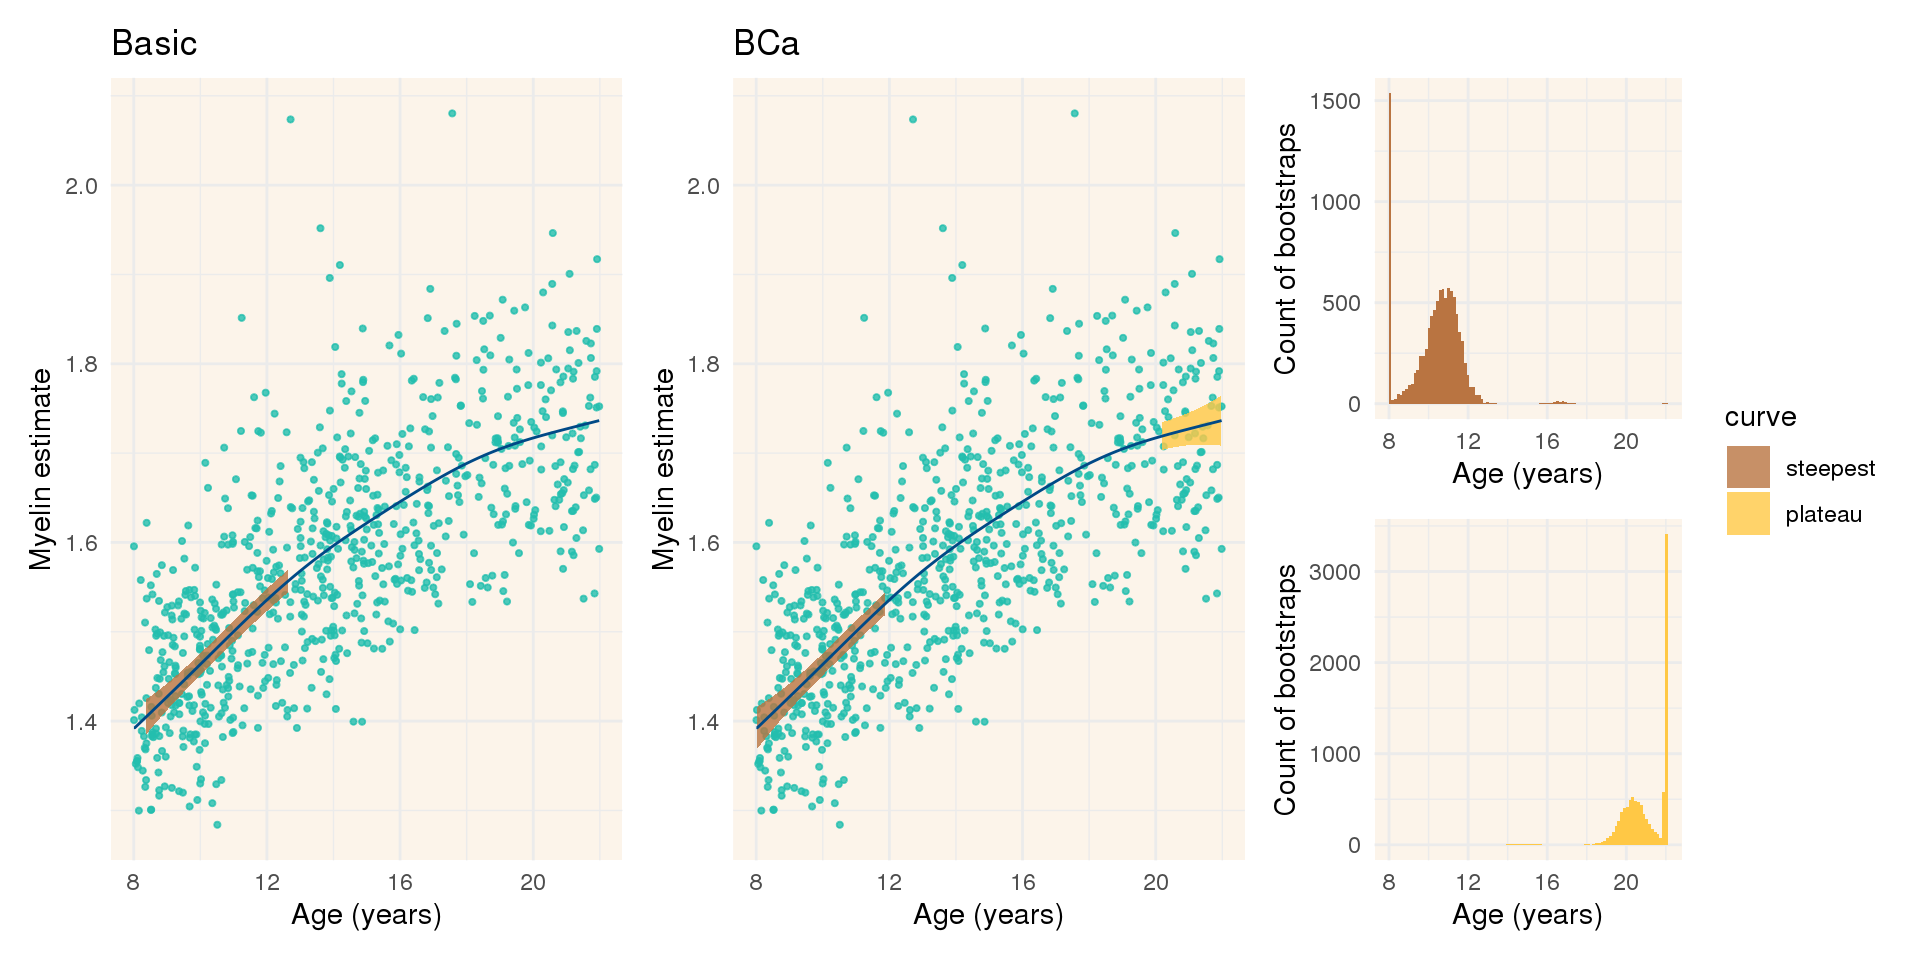 Basic
Myelin estimate
2.0
1.8
1.6
1.4
8 12 16 20
Age (years)
BCa
Myelin estimate
2.0
1.8
1.6
1.4
8 12 16 20
Age (years)
Count of bootstraps
1500
1000
500
0
8 12 16 20
Age (years)
Count of bootstraps
3000
2000
1000
0
8 12 16 20
Age (years)
curve
steepest
plateau